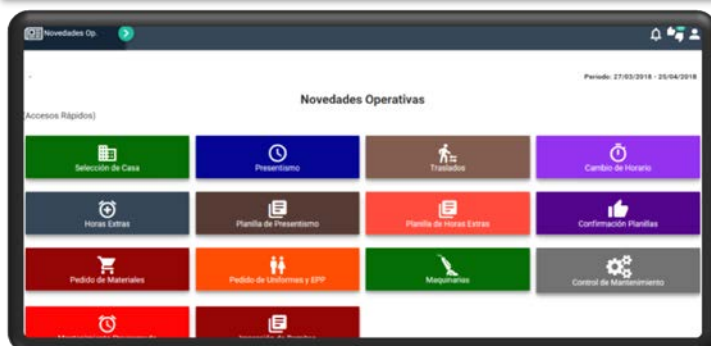 Novedades Op.
-
Periodo: 27/03/2018 - 25/04/2018
Novedades Operativas
(Accesos Rápidos)
Selección de Casa
Presentismo
Traslados
Cambio de Horario
Horas Extras
Planilla de Presentismo
Planilla de Horas Extras
Confirmación Planillas
Pedido de Materiales
Pedido de Uniformes y EPP
Maquinarias
Control de Mantenimiento